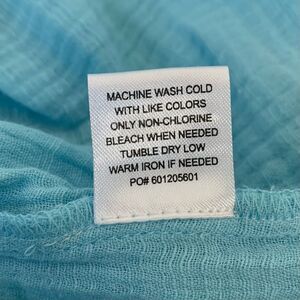 MACHINE WASH COLD
WITH LIKE COLORS
ONLY NON-CHLORINE
BLEACH WHEN NEEDED
TUMBLE DRY LOW
WARM IRON IF NEEDED
PO# 601205601